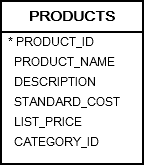 PRODUCTS
* PRODUCT_ID
PRODUCT_NAME
DESCRIPTION
STANDARD_COST
LIST_PRICE
CATEGORY_ID